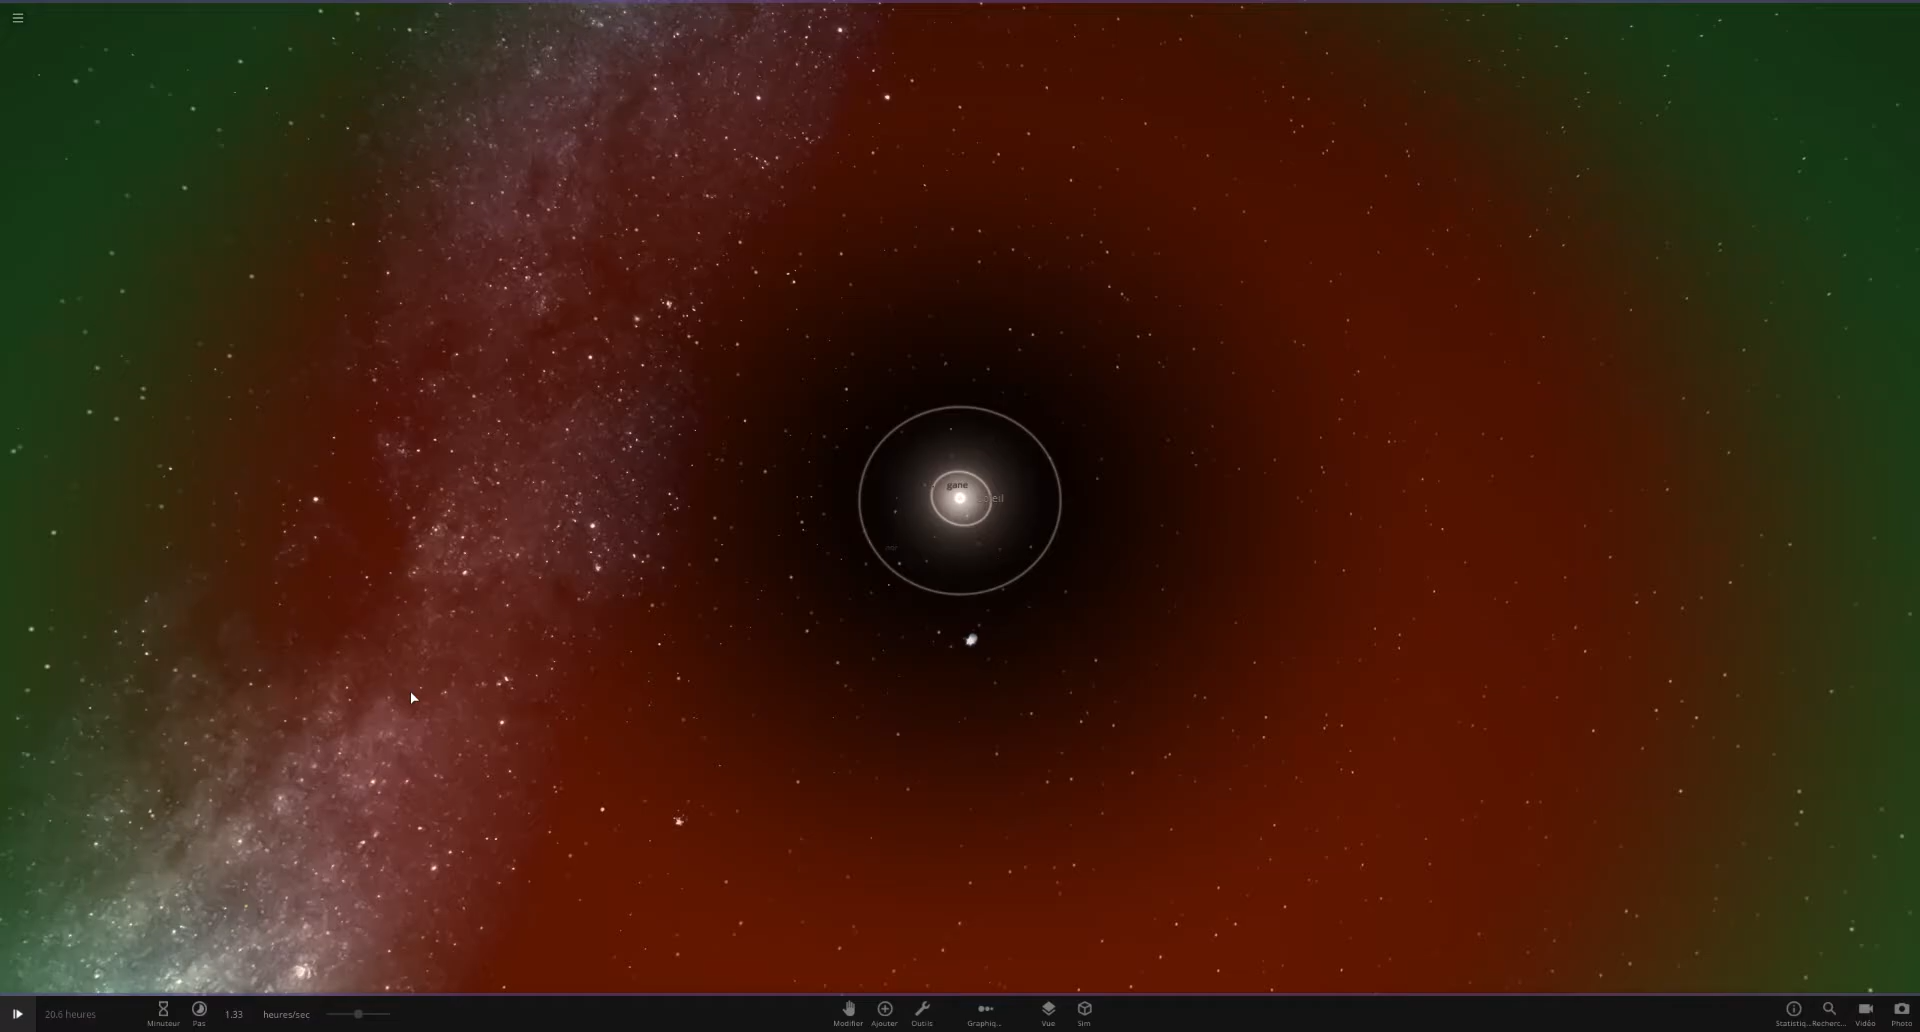 gane
20.6 heures
Minuteur
Pas
1.33
heures/sec
Modifier
Ajouter
Outils
Graphiq...
Vue
Sim
Statistiq...
Recherc...
Vidéo
Photo